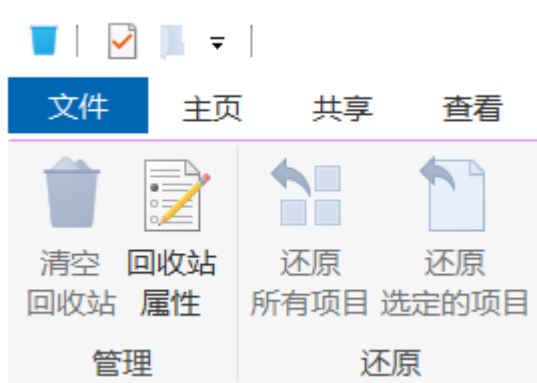 文件 主页 共享 查看
清空 回收站 还原 还原
回收站 属性 所有项目 选定的项目
管理 还原